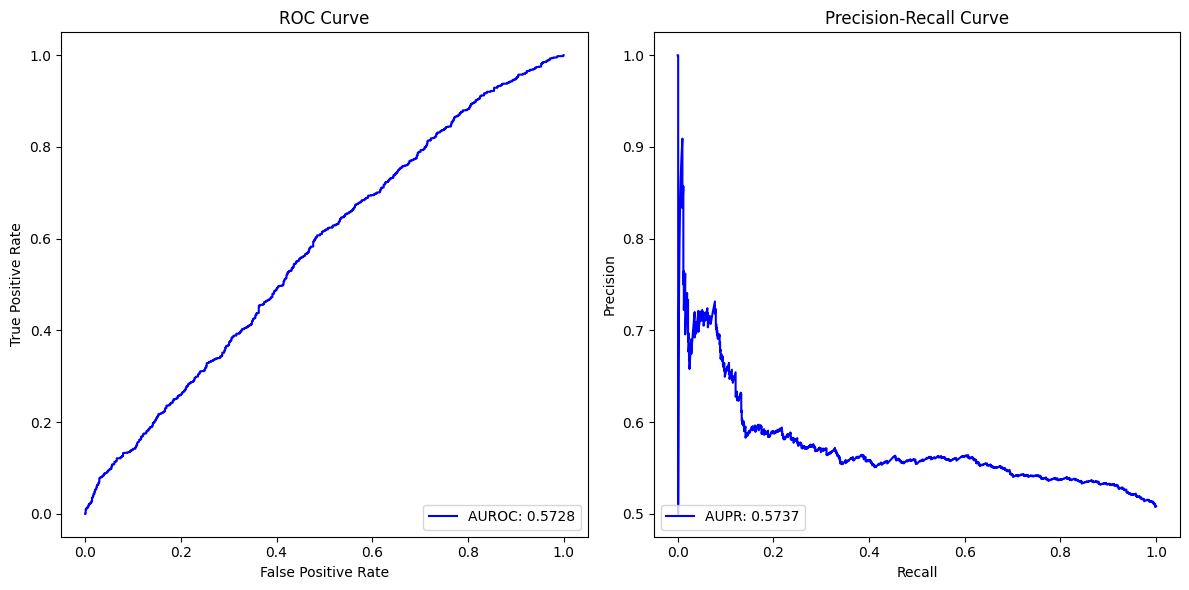 ROC Curve
True Positive Rate
1.0
0.8
0.6
0.4
0.2
0.0
AUROC: 0.5728
0.0 0.2 0.4 0.6 0.8 1.0
False Positive Rate
Precision-Recall Curve
Precision
1.0
0.9
0.8
0.7
0.6
0.5
AUPR: 0.5737
0.0 0.2 0.4 0.6 0.8 1.0
Recall